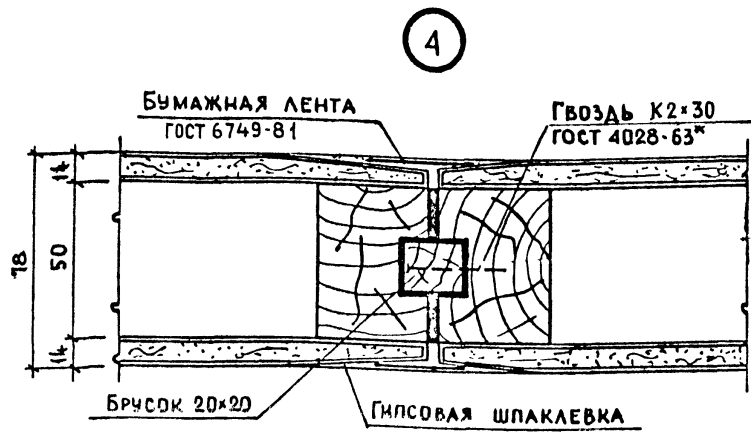 4
БУМАЖНАЯ ЛЕНТА
ГОСТ 6749-81
ГВОЗДЬ К2×30
ГОСТ 4028-63*
14
78
50
14
БРУСОК 20×20
ГИПСОВАЯ ШПАКЛЕВКА